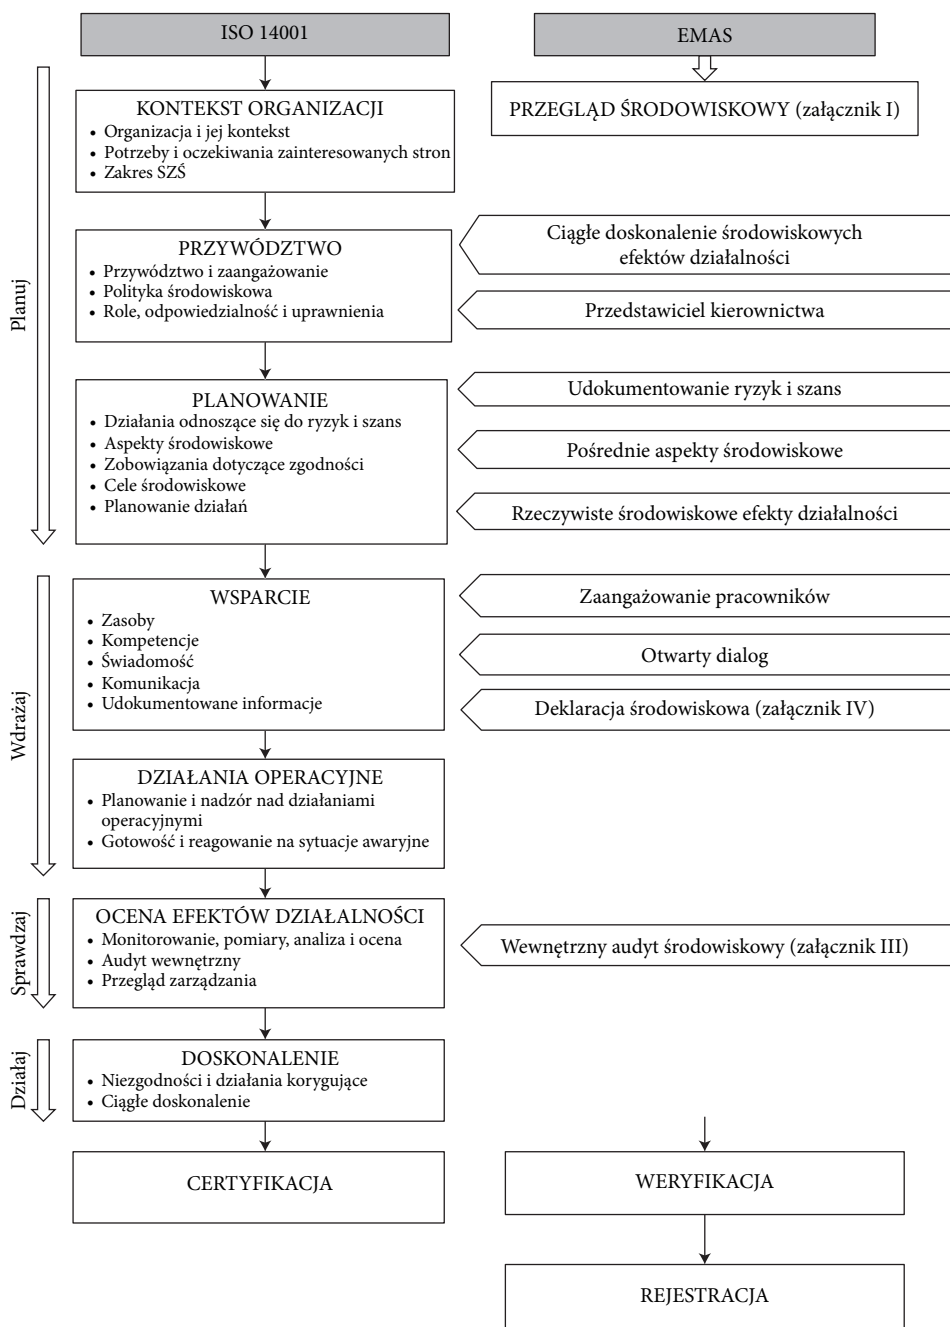 ISO 14001
EMAS
KONTEKST ORGANIZACJI
• Organizacja i jej kontekst
• Potrzeby i oczekiwania zainteresowanych stron
• Zakres SZŚ
PRZEGLĄD ŚRODOWISKOWY (załącznik I)
Planuj
PRZYWÓDZTWO
• Przywództwo i zaangażowanie
• Polityka środowiskowa
• Role, odpowiedzialność i uprawnienia
Ciągłe doskonalenie środowiskowych
efektów działalności
Przedstawiciel kierownictwa
PLANOWANIE
• Działania odnoszące się do ryzyk i szans
• Aspekty środowiskowe
• Zobowiązania dotyczące zgodności
• Cele środowiskowe
• Planowanie działań
Udokumentowanie ryzyk i szans
Pośrednie aspekty środowiskowe
Rzeczywiste środowiskowe efekty działalności
Wdrażaj
WSPARCIE
• Zasoby
• Kompetencje
• Świadomość
• Komunikacja
• Udokumentowane informacje
Zaangażowanie pracowników
Otwarty dialog
Deklaracja środowiskowa (załącznik IV)
DZIAŁANIA OPERACYJNE
• Planowanie i nadzór nad działaniami
operacyjnymi
• Gotowość i reagowanie na sytuacje awaryjne
Sprawdzaj
OCENA EFEKTÓW DZIAŁALNOŚCI
• Monitorowanie, pomiary, analiza i ocena
• Audyt wewnętrzny
• Przegląd zarządzania
Wewnętrzny audyt środowiskowy (załącznik III)
Działaj
DOSKONALENIE
• Niezgodności i działania korygujące
• Ciągłe doskonalenie
CERTYFIKACJA
WERYFIKACJA
REJESTRACJA